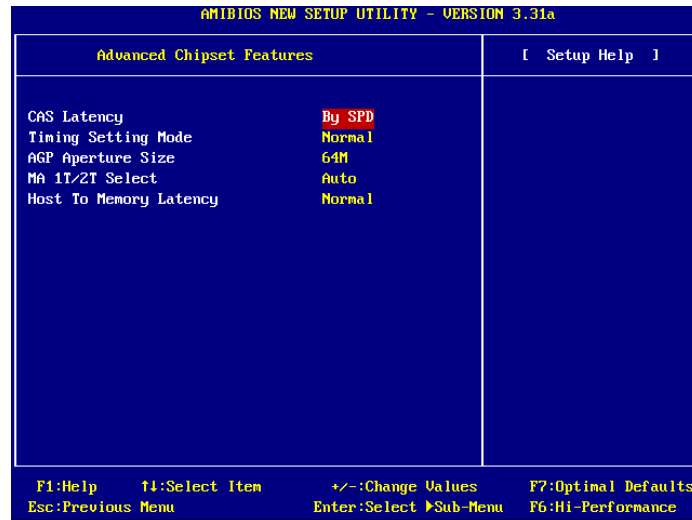 AMIBIOS NEW SETUP UTILITY - VERSION 3.31a
Advanced Chipset Features
[ Setup Help ]
CAS Latency By SPD
Timing Setting Mode Normal
AGP Aperture Size 64M
MA 1T/2T Select Auto
Host To Memory Latency Normal
F1:Help ↑↓:Select Item +/-:Change Values F7:Optimal Defaults
Esc:Previous Menu Enter:Select ▶Sub-Menu F6:Hi-Performance